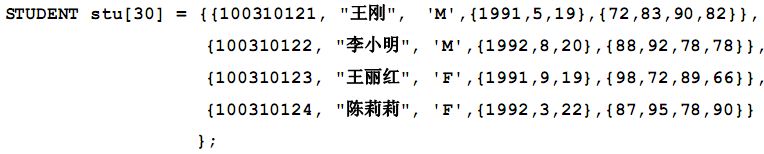 STUDENT stu[30] = {{100310121, "王刚", 'M',{1991,5,19},{72,83,90,82}},
{100310122, "李小明", 'M',{1992,8,20},{88,92,78,78}},
{100310123, "王丽红", 'F',{1991,9,19},{98,72,89,66}},
{100310124, "陈莉莉", 'F',{1992,3,22},{87,95,78,90}}
};